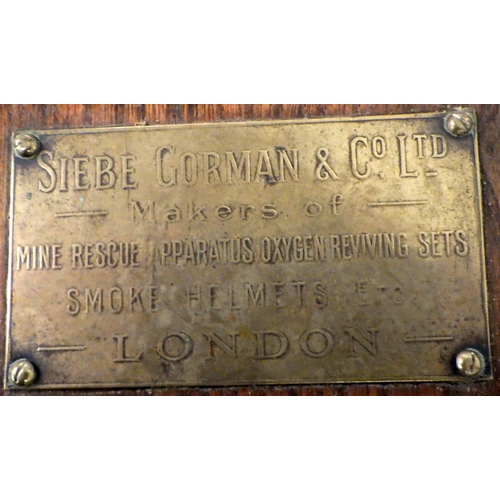 SIEBE GORMAN & CO. LTD
Makers of
MINE RESCUE APPARATUS, OXYGEN REVIVING SETS
SMOKE HELMETS, ETC
LONDON